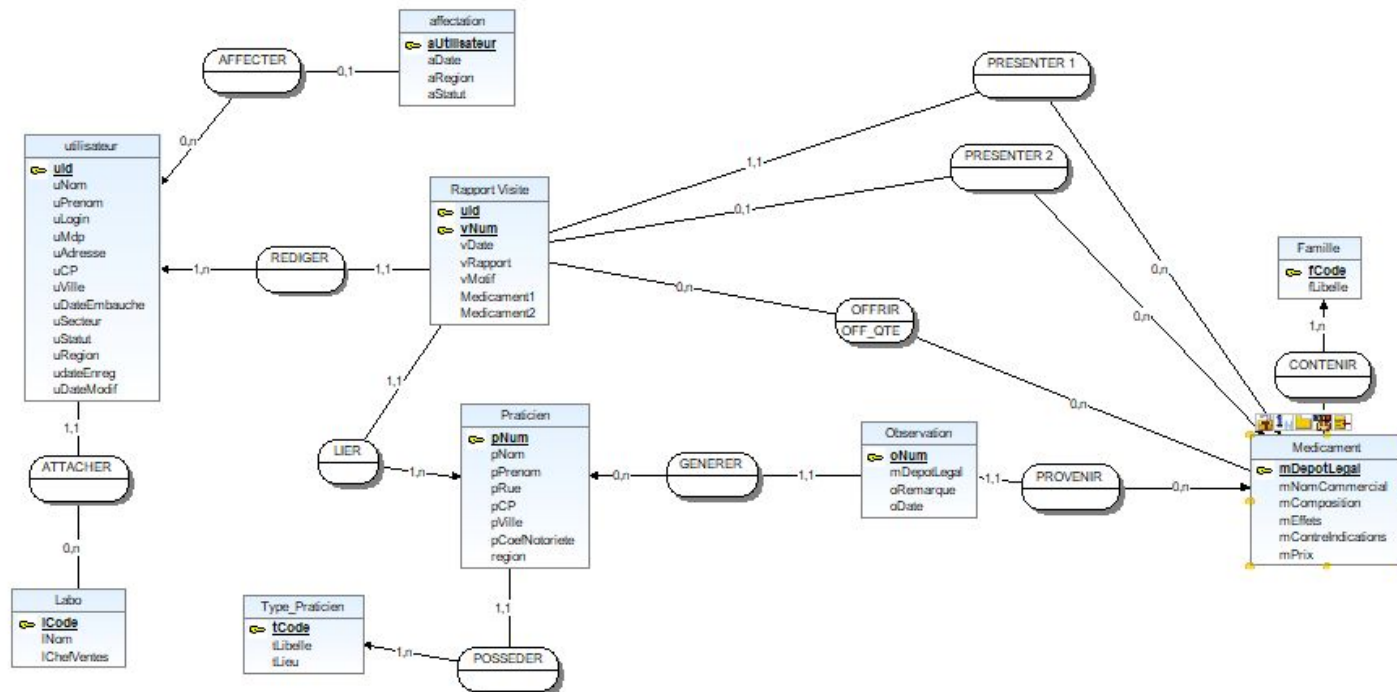 affectation
aUtilisateur
aDate
aRegion
aStatut
AFFECTER
0,1
0,n
utilisateur
uId
uNom
uPrenom
uLogin
uMdp
uAdresse
uCP
uVille
uDateEmbauche
uSecteur
uStatut
uRegion
udateEnreg
uDateModif
1,n
REDIGER
1,1
Rapport Visite
uId
vNum
vDate
vRapport
vMotif
Medicament1
Medicament2
PRESENTER 1
1,1
0,n
PRESENTER 2
0,1
0,n
OFFRIR
OFF_QTE
0,n
0,n
Famille
fCode
fLibelle
1,n
CONTENIR
Medicament
mDepotLegal
mNomCommercial
mComposition
mEffets
mContreIndications
mPrix
1,1
LIER
1,n
Praticien
pNum
pNom
pPrenom
pRue
pCP
pVille
pCoefNotoriete
region
0,n
GENERER
1,1
Observation
oNum
mDepotLegal
oRemarque
oDate
1,1
PROVENIR
0,n
1,1
ATTACHER
0,n
Labo
lCode
lNom
lChefVentes
Type_Praticien
tCode
tLibelle
tLieu
1,n
POSSEDER
1,1